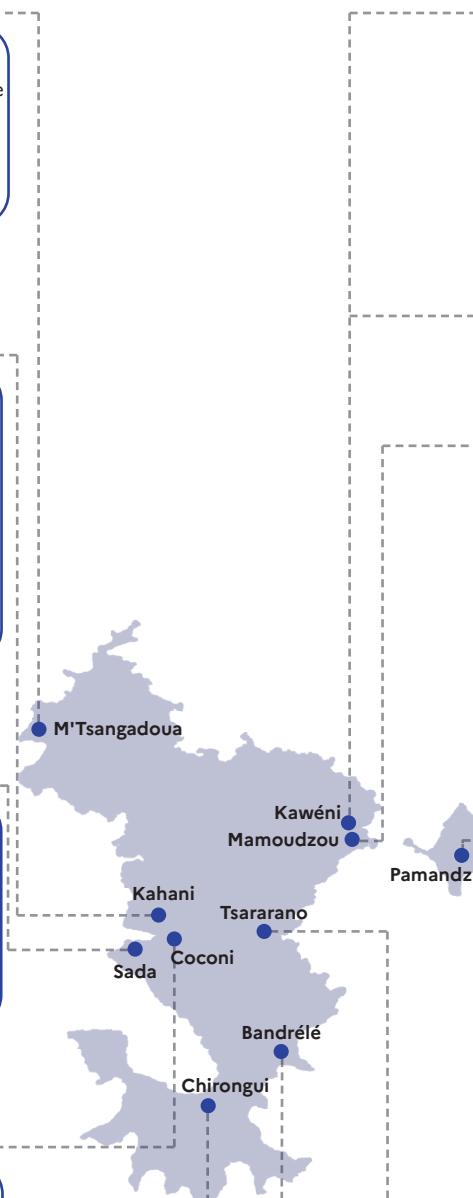 e
M'Tsangadoua
Kawéni
Mamoudzou
Pamandz
Kahani
Tsararano
Coconi
Sada
Bandrélé
Chirongui